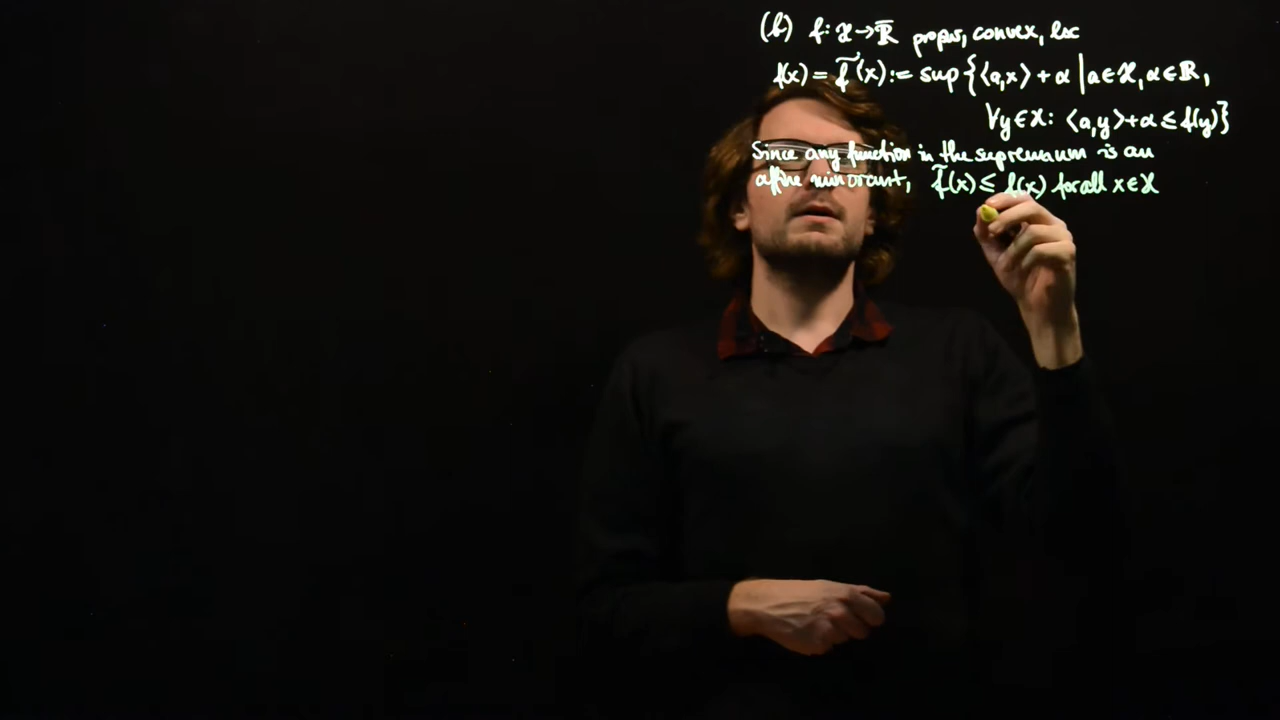 (b) f: X → R̄ proper, convex, lsc
f(x) = f̃(x) := sup {⟨a,x⟩ + α | a ∈ X, α ∈ ℝ,
∀y ∈ X: ⟨a,y⟩ + α ≤ f(y)}
Since any function in the supremum is an
affine minorant, f̃(x) ≤ f(x) for all x ∈ X